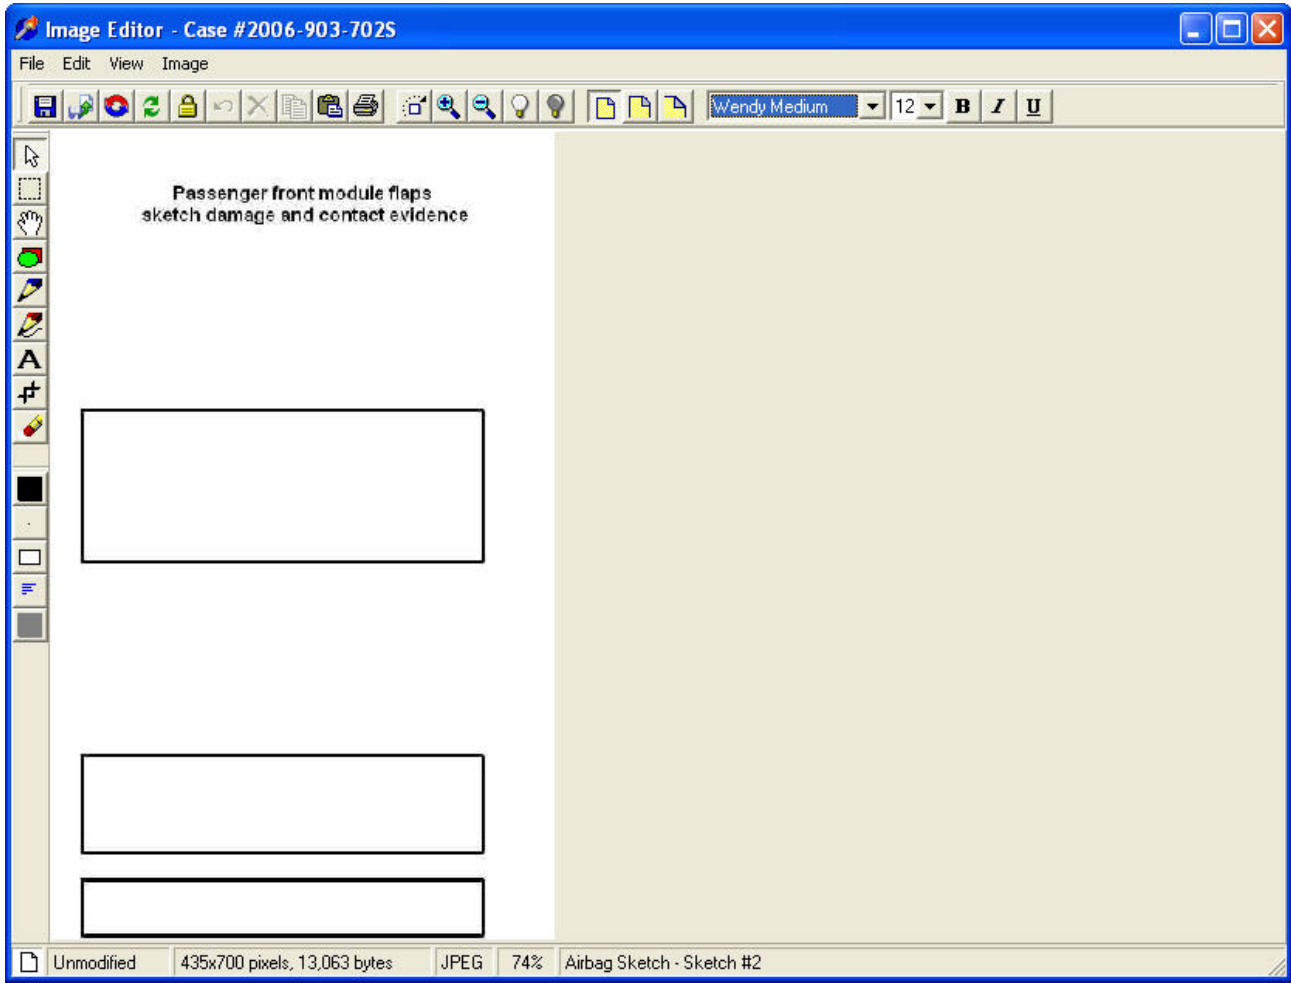 Image Editor - Case #2006-903-702S
File Edit View Image
Wendy Medium 12 B I U
A
Passenger front module flaps
sketch damage and contact evidence
Unmodified 435x700 pixels, 13,063 bytes JPEG 74% Airbag Sketch - Sketch #2